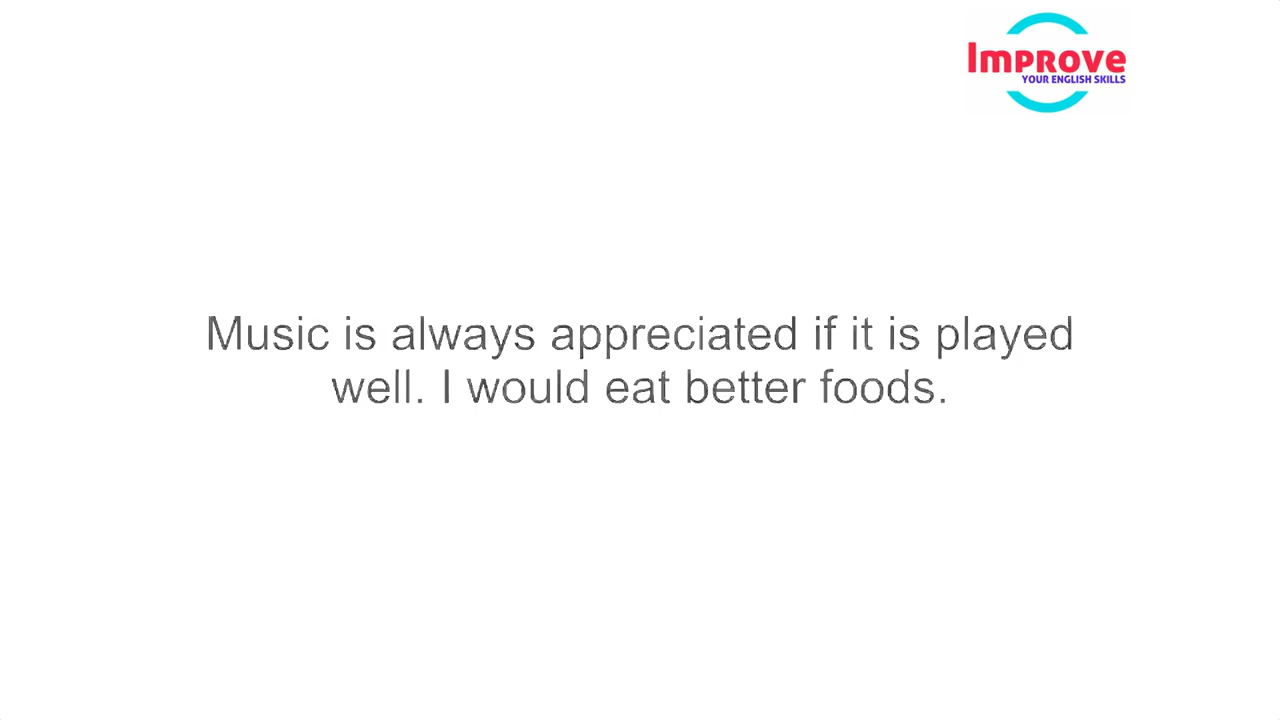 Improve
YOUR ENGLISH SKILLS
Music is always appreciated if it is played
well. I would eat better foods.